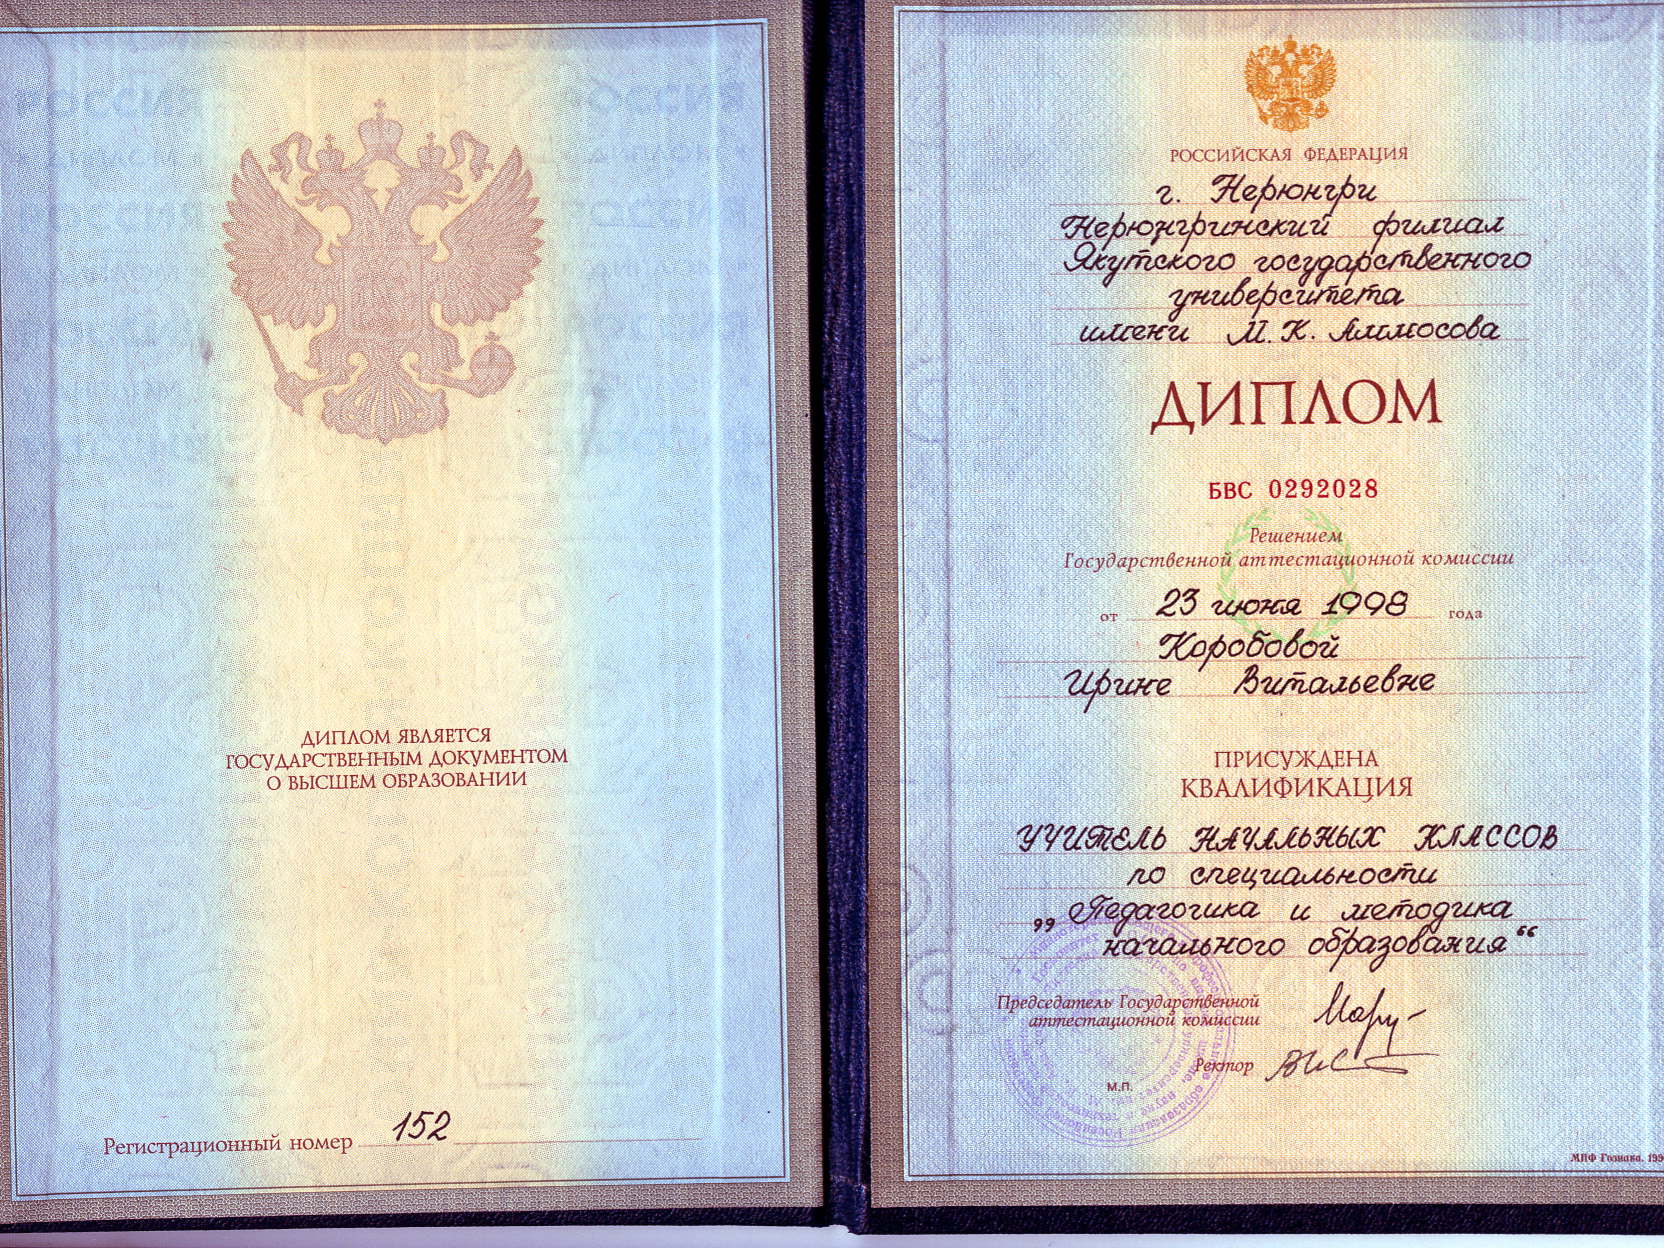 ДИПЛОМ ЯВЛЯЕТСЯ
ГОСУДАРСТВЕННЫМ ДОКУМЕНТОМ
О ВЫСШЕМ ОБРАЗОВАНИИ
Регистрационный номер 152
РОССИЙСКАЯ ФЕДЕРАЦИЯ
г. Нерюнгри
Нерюнгринский филиал
Якутского государственного
университета
имени М. К. Аммосова
ДИПЛОМ
БВС 0292028
Решением
Государственной аттестационной комиссии
от 23 июня 1998 года
Коробовой
Ирине Витальевне
ПРИСУЖДЕНА
КВАЛИФИКАЦИЯ
УЧИТЕЛЬ НАЧАЛЬНЫХ КЛАССОВ
по специальности
„Педагогика и методика
начального образования“
Председатель Государственной
аттестационной комиссии
Ректор
М.П.
МПФ Гознака.